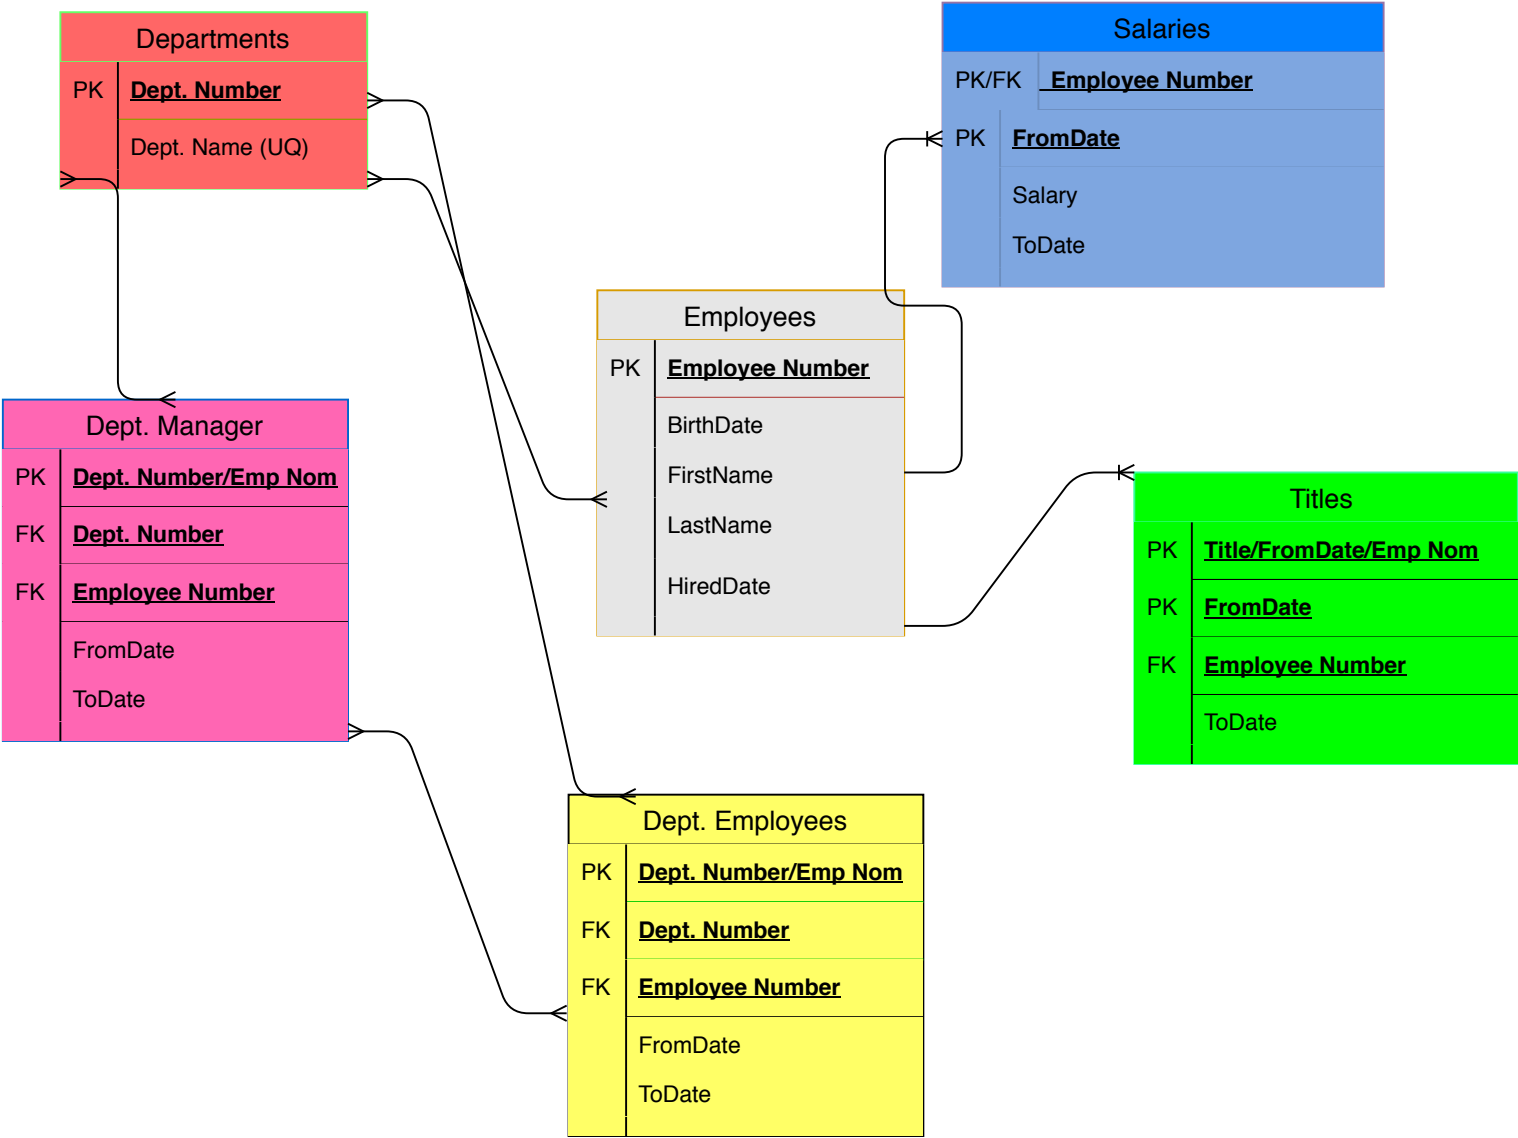 Departments
PK Dept. Number
Dept. Name (UQ)
Salaries
PK/FK Employee Number
PK FromDate
Salary
ToDate
Employees
PK Employee Number
BirthDate
FirstName
LastName
HiredDate
Dept. Manager
PK Dept. Number/Emp Nom
FK Dept. Number
FK Employee Number
FromDate
ToDate
Titles
PK Title/FromDate/Emp Nom
PK FromDate
FK Employee Number
ToDate
Dept. Employees
PK Dept. Number/Emp Nom
FK Dept. Number
FK Employee Number
FromDate
ToDate